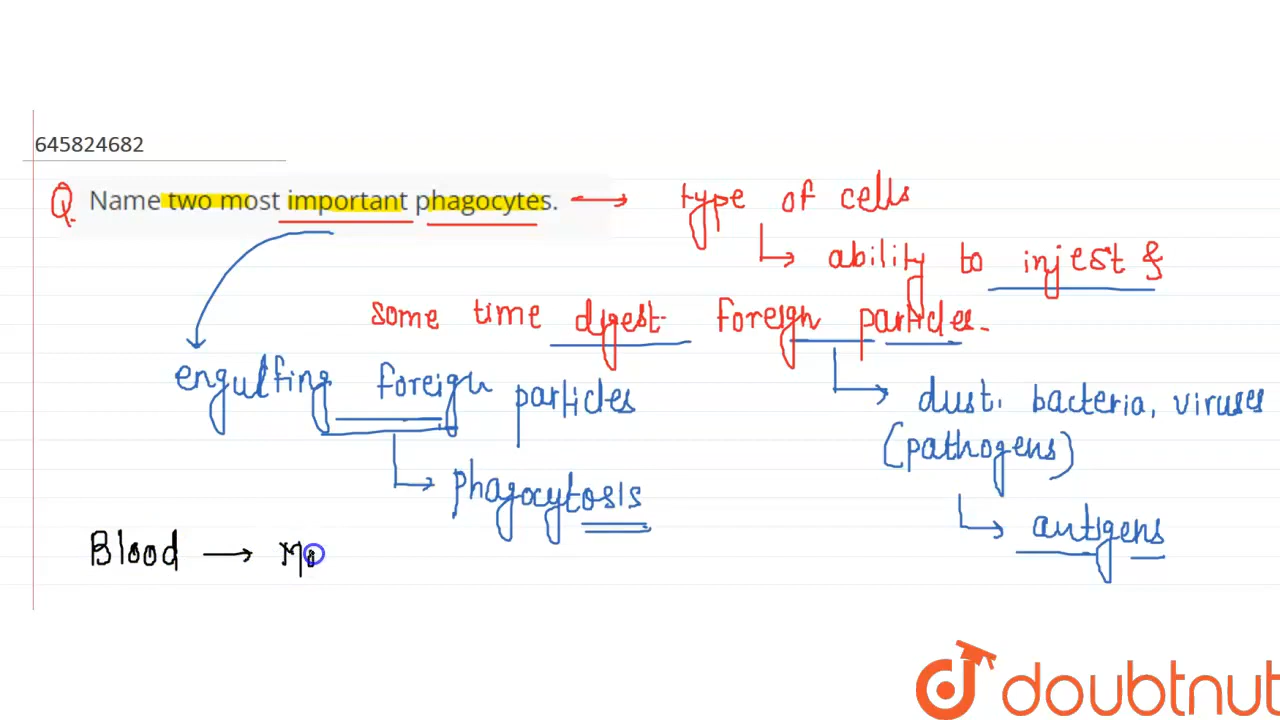 645824682
Q. Name two most important phagocytes. → type of cells
ability to injest &
some time digest foreign particles.
engulfing foreign particles
dust, bacteria, viruses
(pathogens)
phagocytosis
antigens
Blood →
doubtnut